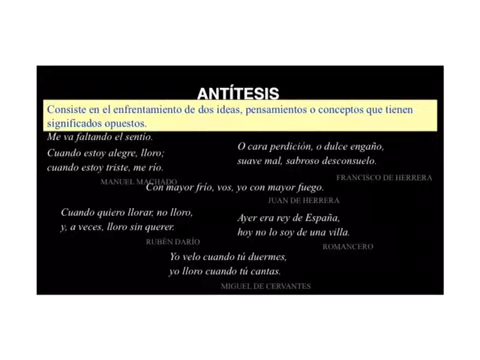 ANTÍTESIS
Consiste en el enfrentamiento de dos ideas, pensamientos o conceptos que tienen
significados opuestos.
Me va faltando el sentío.
Cuando estoy alegre, lloro;
cuando estoy triste, me río.
MANUEL MACHADO
O cara perdición, o dulce engaño,
suave mal, sabroso desconsuelo.
FRANCISCO DE HERRERA
Con mayor frío, vos, yo con mayor fuego.
JUAN DE HERRERA
Cuando quiero llorar, no lloro,
y, a veces, lloro sin querer.
RUBÉN DARÍO
Ayer era rey de España,
hoy no lo soy de una villa.
ROMANCERO
Yo velo cuando tú duermes,
yo lloro cuando tú cantas.
MIGUEL DE CERVANTES